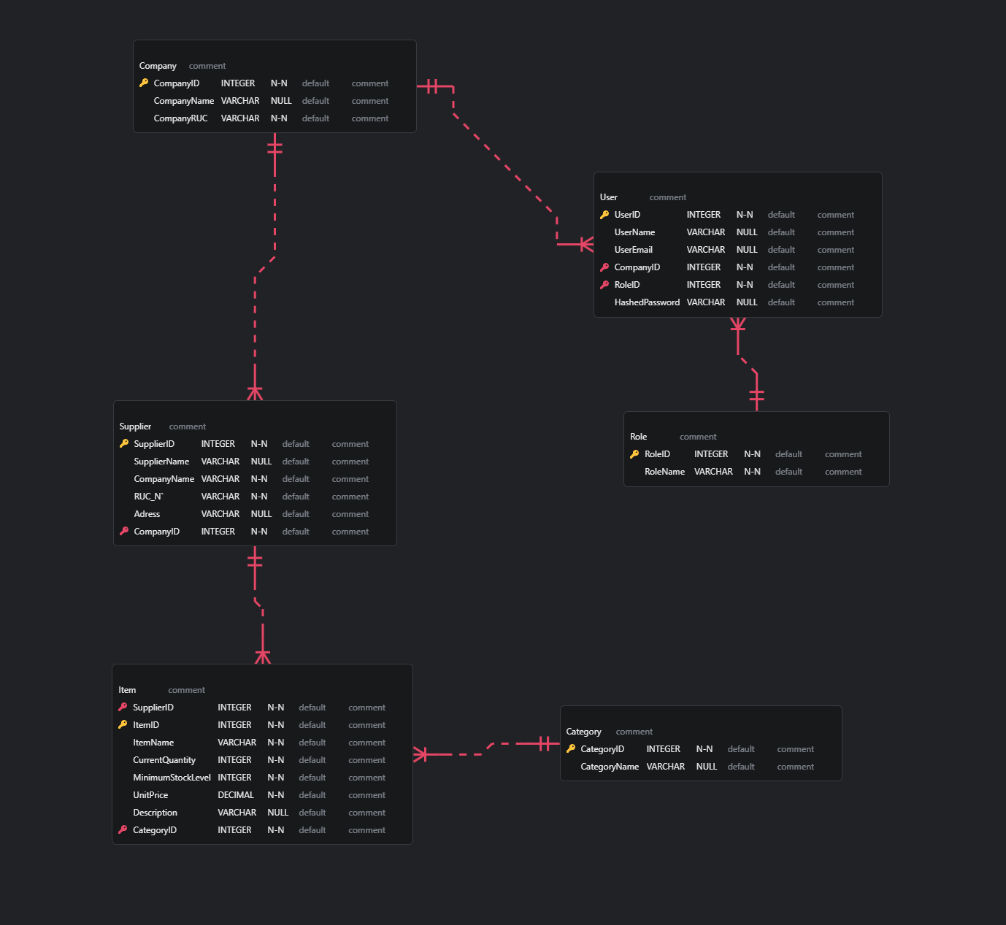 Company comment
CompanyID INTEGER N-N default comment
CompanyName VARCHAR NULL default comment
CompanyRUC VARCHAR N-N default comment
User comment
UserID INTEGER N-N default comment
UserName VARCHAR NULL default comment
UserEmail VARCHAR NULL default comment
CompanyID INTEGER N-N default comment
RoleID INTEGER N-N default comment
HashedPassword VARCHAR NULL default comment
Supplier comment
SupplierID INTEGER N-N default comment
SupplierName VARCHAR NULL default comment
CompanyName VARCHAR N-N default comment
RUC_N° VARCHAR N-N default comment
Adress VARCHAR NULL default comment
CompanyID INTEGER N-N default comment
Role comment
RoleID INTEGER N-N default comment
RoleName VARCHAR N-N default comment
Item comment
SupplierID INTEGER N-N default comment
ItemID INTEGER N-N default comment
ItemName VARCHAR N-N default comment
CurrentQuantity INTEGER N-N default comment
MinimumStockLevel INTEGER N-N default comment
UnitPrice DECIMAL N-N default comment
Description VARCHAR NULL default comment
CategoryID INTEGER N-N default comment
Category comment
CategoryID INTEGER N-N default comment
CategoryName VARCHAR NULL default comment